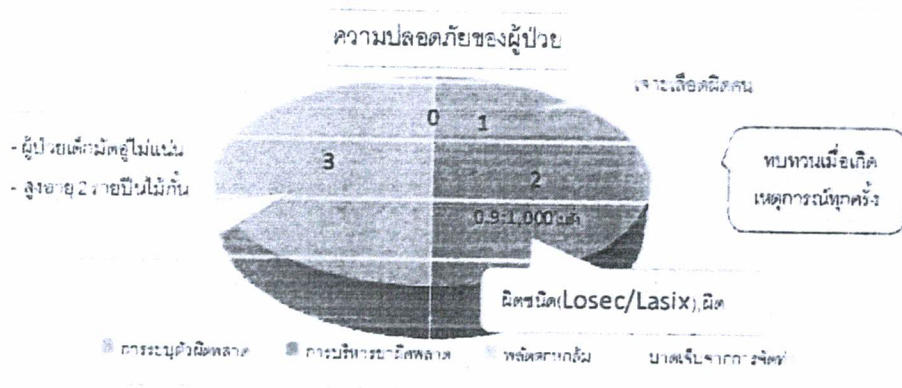 ความปลอดภัยของผู้ป่วย
เจาะเลือดผิดคน
0
1
- ผู้ป่วยเด็กมัดอู่ไม่แน่น
- สูงอายุ 2 รายปีนไม้กั้น
3
2
ทบทวนเมื่อเกิด
เหตุการณ์ทุกครั้ง
0.9:1,000
ผิดชนิด(Losec/Lasix),ผิด
การระบุตัวผิดพลาด
การบริหารยาผิดพลาด
พลัดตกหกล้ม
บาดเจ็บจากการจัดท่า